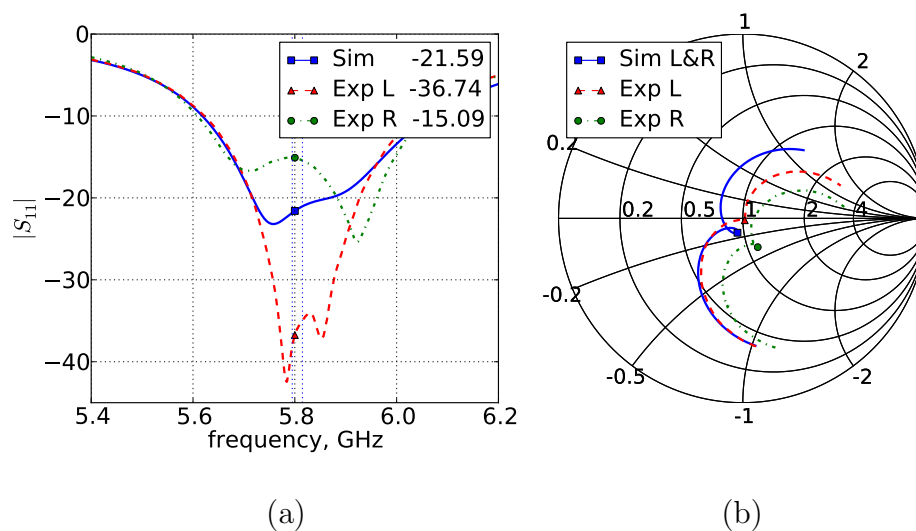 0
−10
−20
−30
−40
|S11|
5.4
5.6
5.8
6.0
6.2
frequency, GHz
Sim -21.59
Exp L -36.74
Exp R -15.09
(a)
1
2
0.2
0.2
0.5
1
2
4
-0.2
-0.5
-1
-2
Sim L&R
Exp L
Exp R
(b)